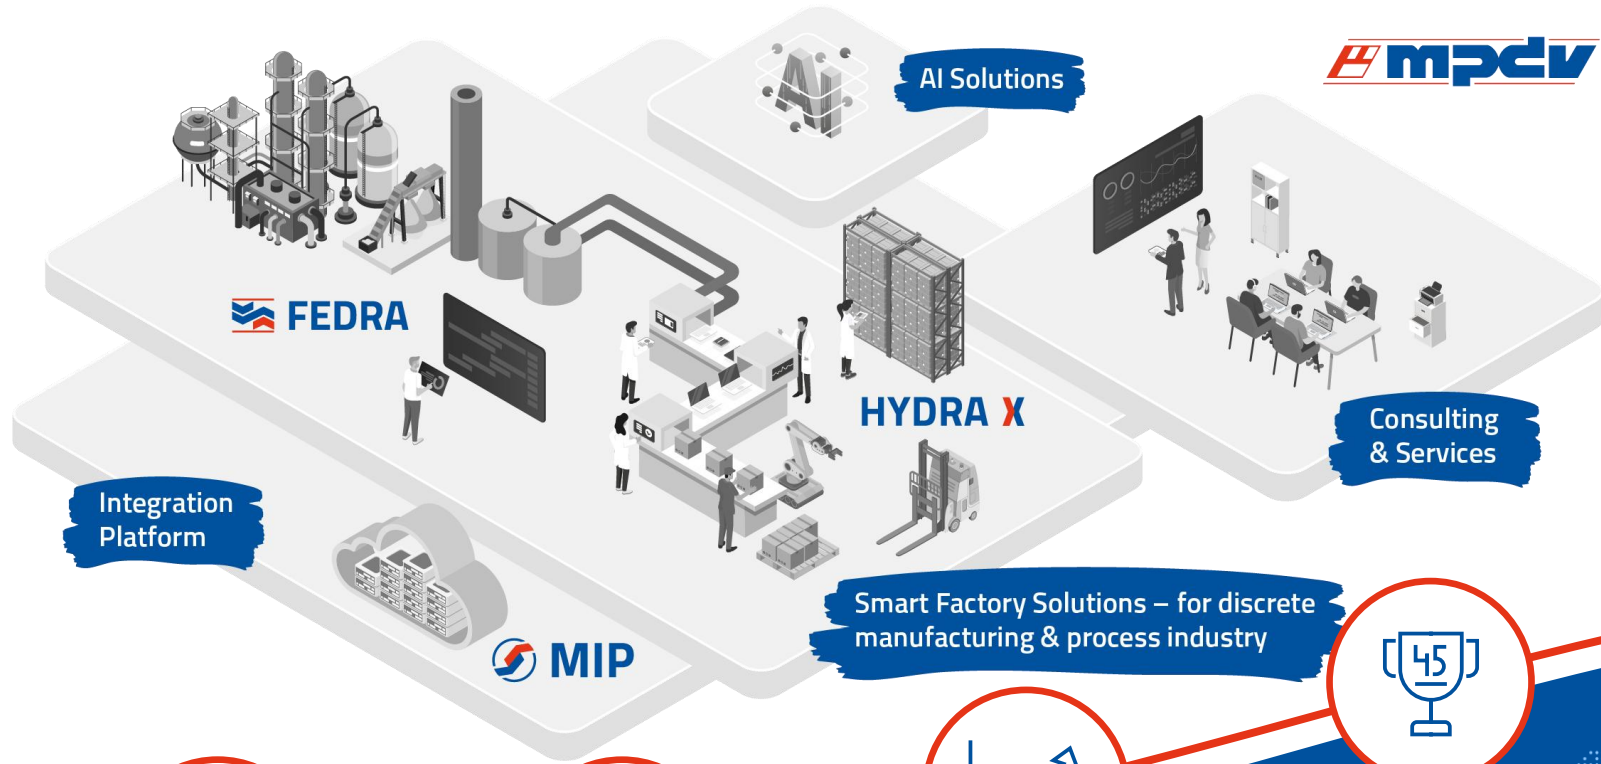 AI Solutions
mpdv
FEDRA
HYDRA X
Consulting
& Services
Integration
Platform
Smart Factory Solutions – for discrete
manufacturing & process industry
MIP
45